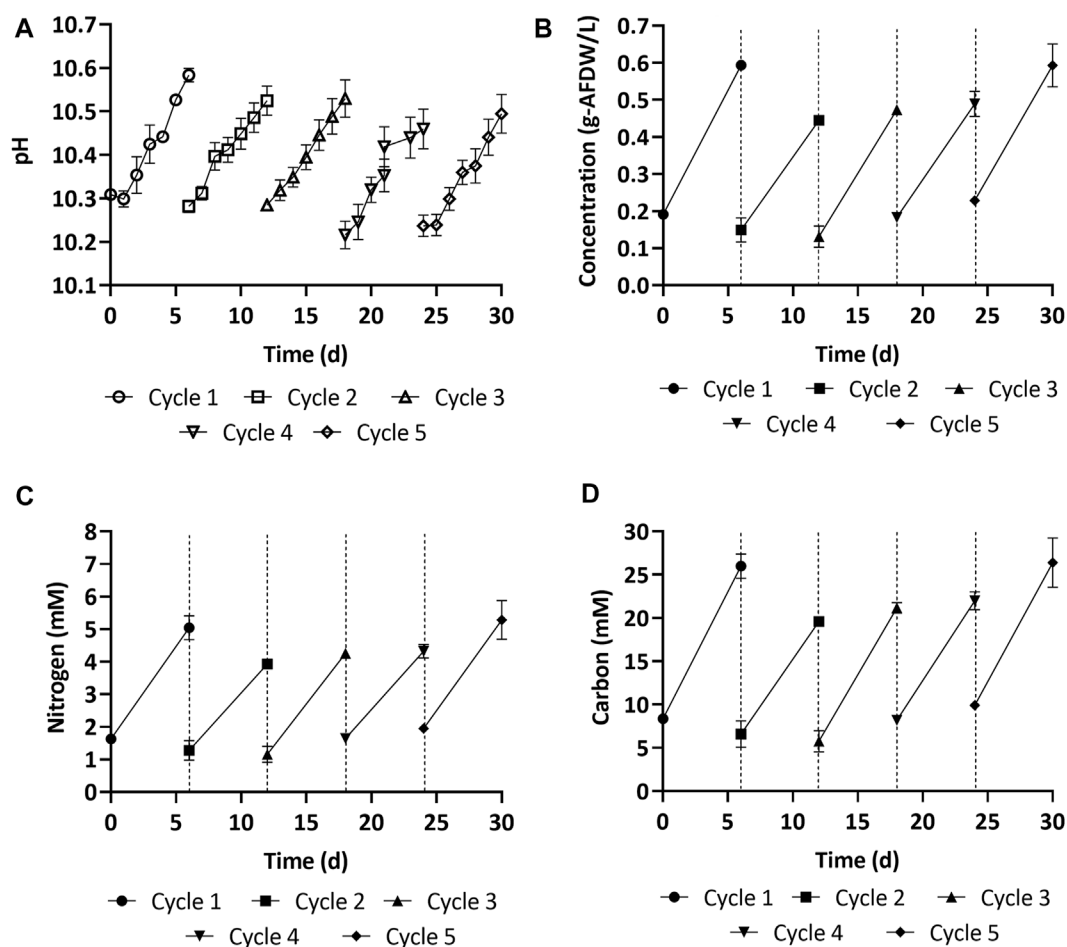 A
pH
10.7
10.6
10.5
10.4
10.3
10.2
10.1
0 5 10 15 20 25 30
Time (d)
Cycle 1 Cycle 2 Cycle 3
Cycle 4 Cycle 5
B
Concentration (g-AFDW/L)
0.7
0.6
0.5
0.4
0.3
0.2
0.1
0.0
0 5 10 15 20 25 30
Time (d)
Cycle 1 Cycle 2 Cycle 3
Cycle 4 Cycle 5
C
Nitrogen (mM)
8
7
6
5
4
3
2
1
0
0 5 10 15 20 25 30
Time (d)
Cycle 1 Cycle 2 Cycle 3
Cycle 4 Cycle 5
D
Carbon (mM)
30
25
20
15
10
5
0
0 5 10 15 20 25 30
Time (d)
Cycle 1 Cycle 2 Cycle 3
Cycle 4 Cycle 5